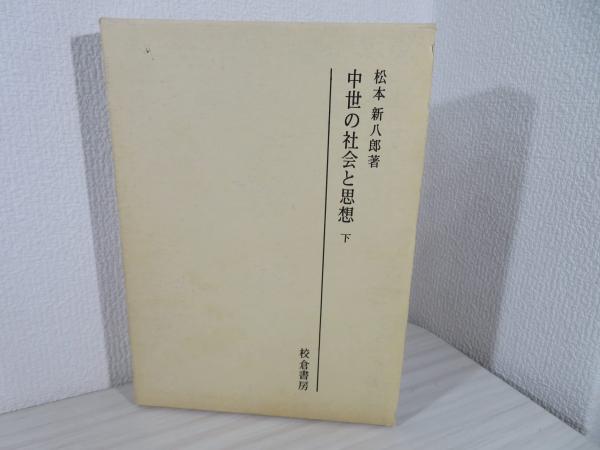 松本新八郎著
中世の社会と思想 下
校倉書房